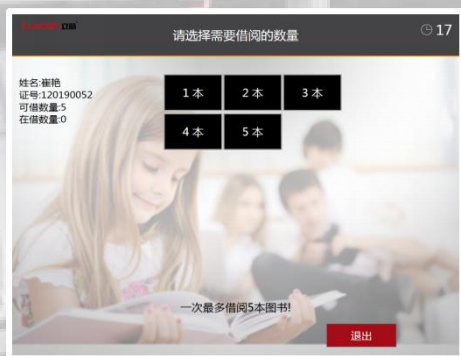 请选择需要借阅的数量
17
姓名:崔艳
证号:120190052
可借数量:5
在借数量:0
1 本
2 本
3 本
4 本
5 本
一次最多借阅5本图书!
退出